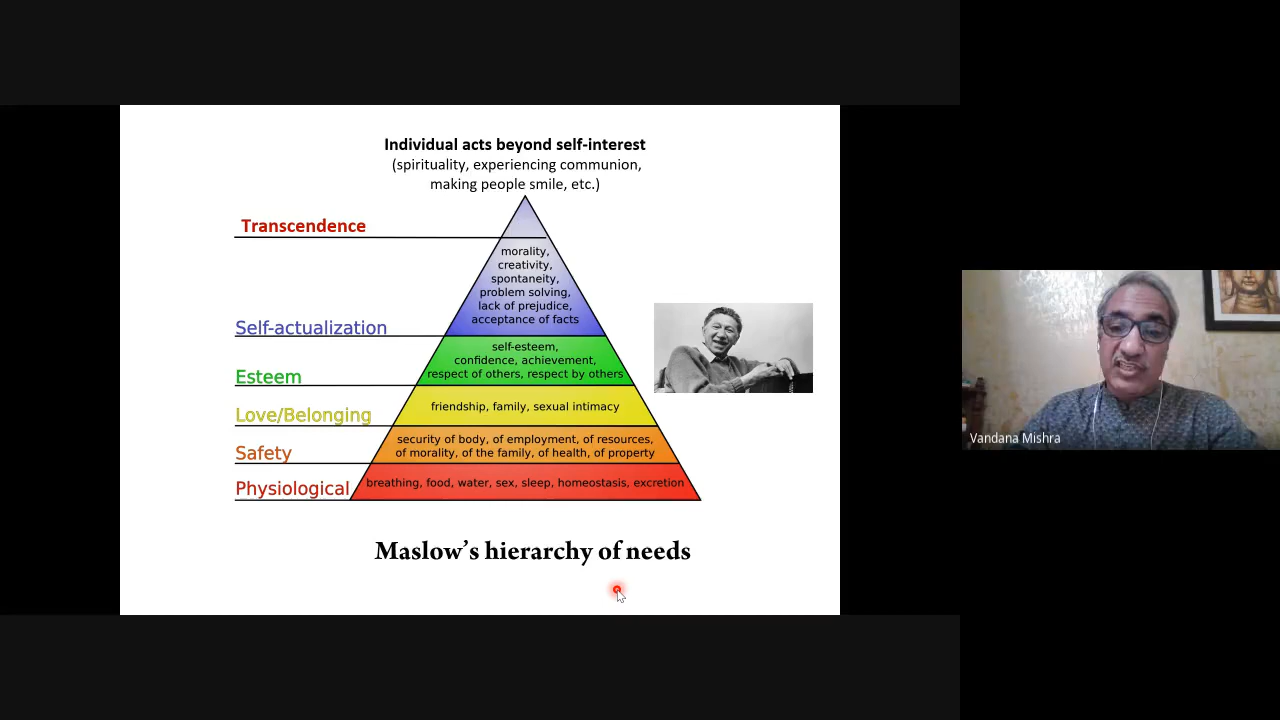 Individual acts beyond self-interest
(spirituality, experiencing communion,
making people smile, etc.)
Transcendence
morality,
creativity,
spontaneity,
problem solving,
lack of prejudice,
acceptance of facts
Self-actualization
self-esteem,
confidence, achievement,
respect of others, respect by others
Esteem
friendship, family, sexual intimacy
Love/Belonging
security of body, of employment, of resources,
of morality, of the family, of health, of property
Safety
breathing, food, water, sex, sleep, homeostasis, excretion
Physiological
Maslow's hierarchy of needs
Vandana Mishra